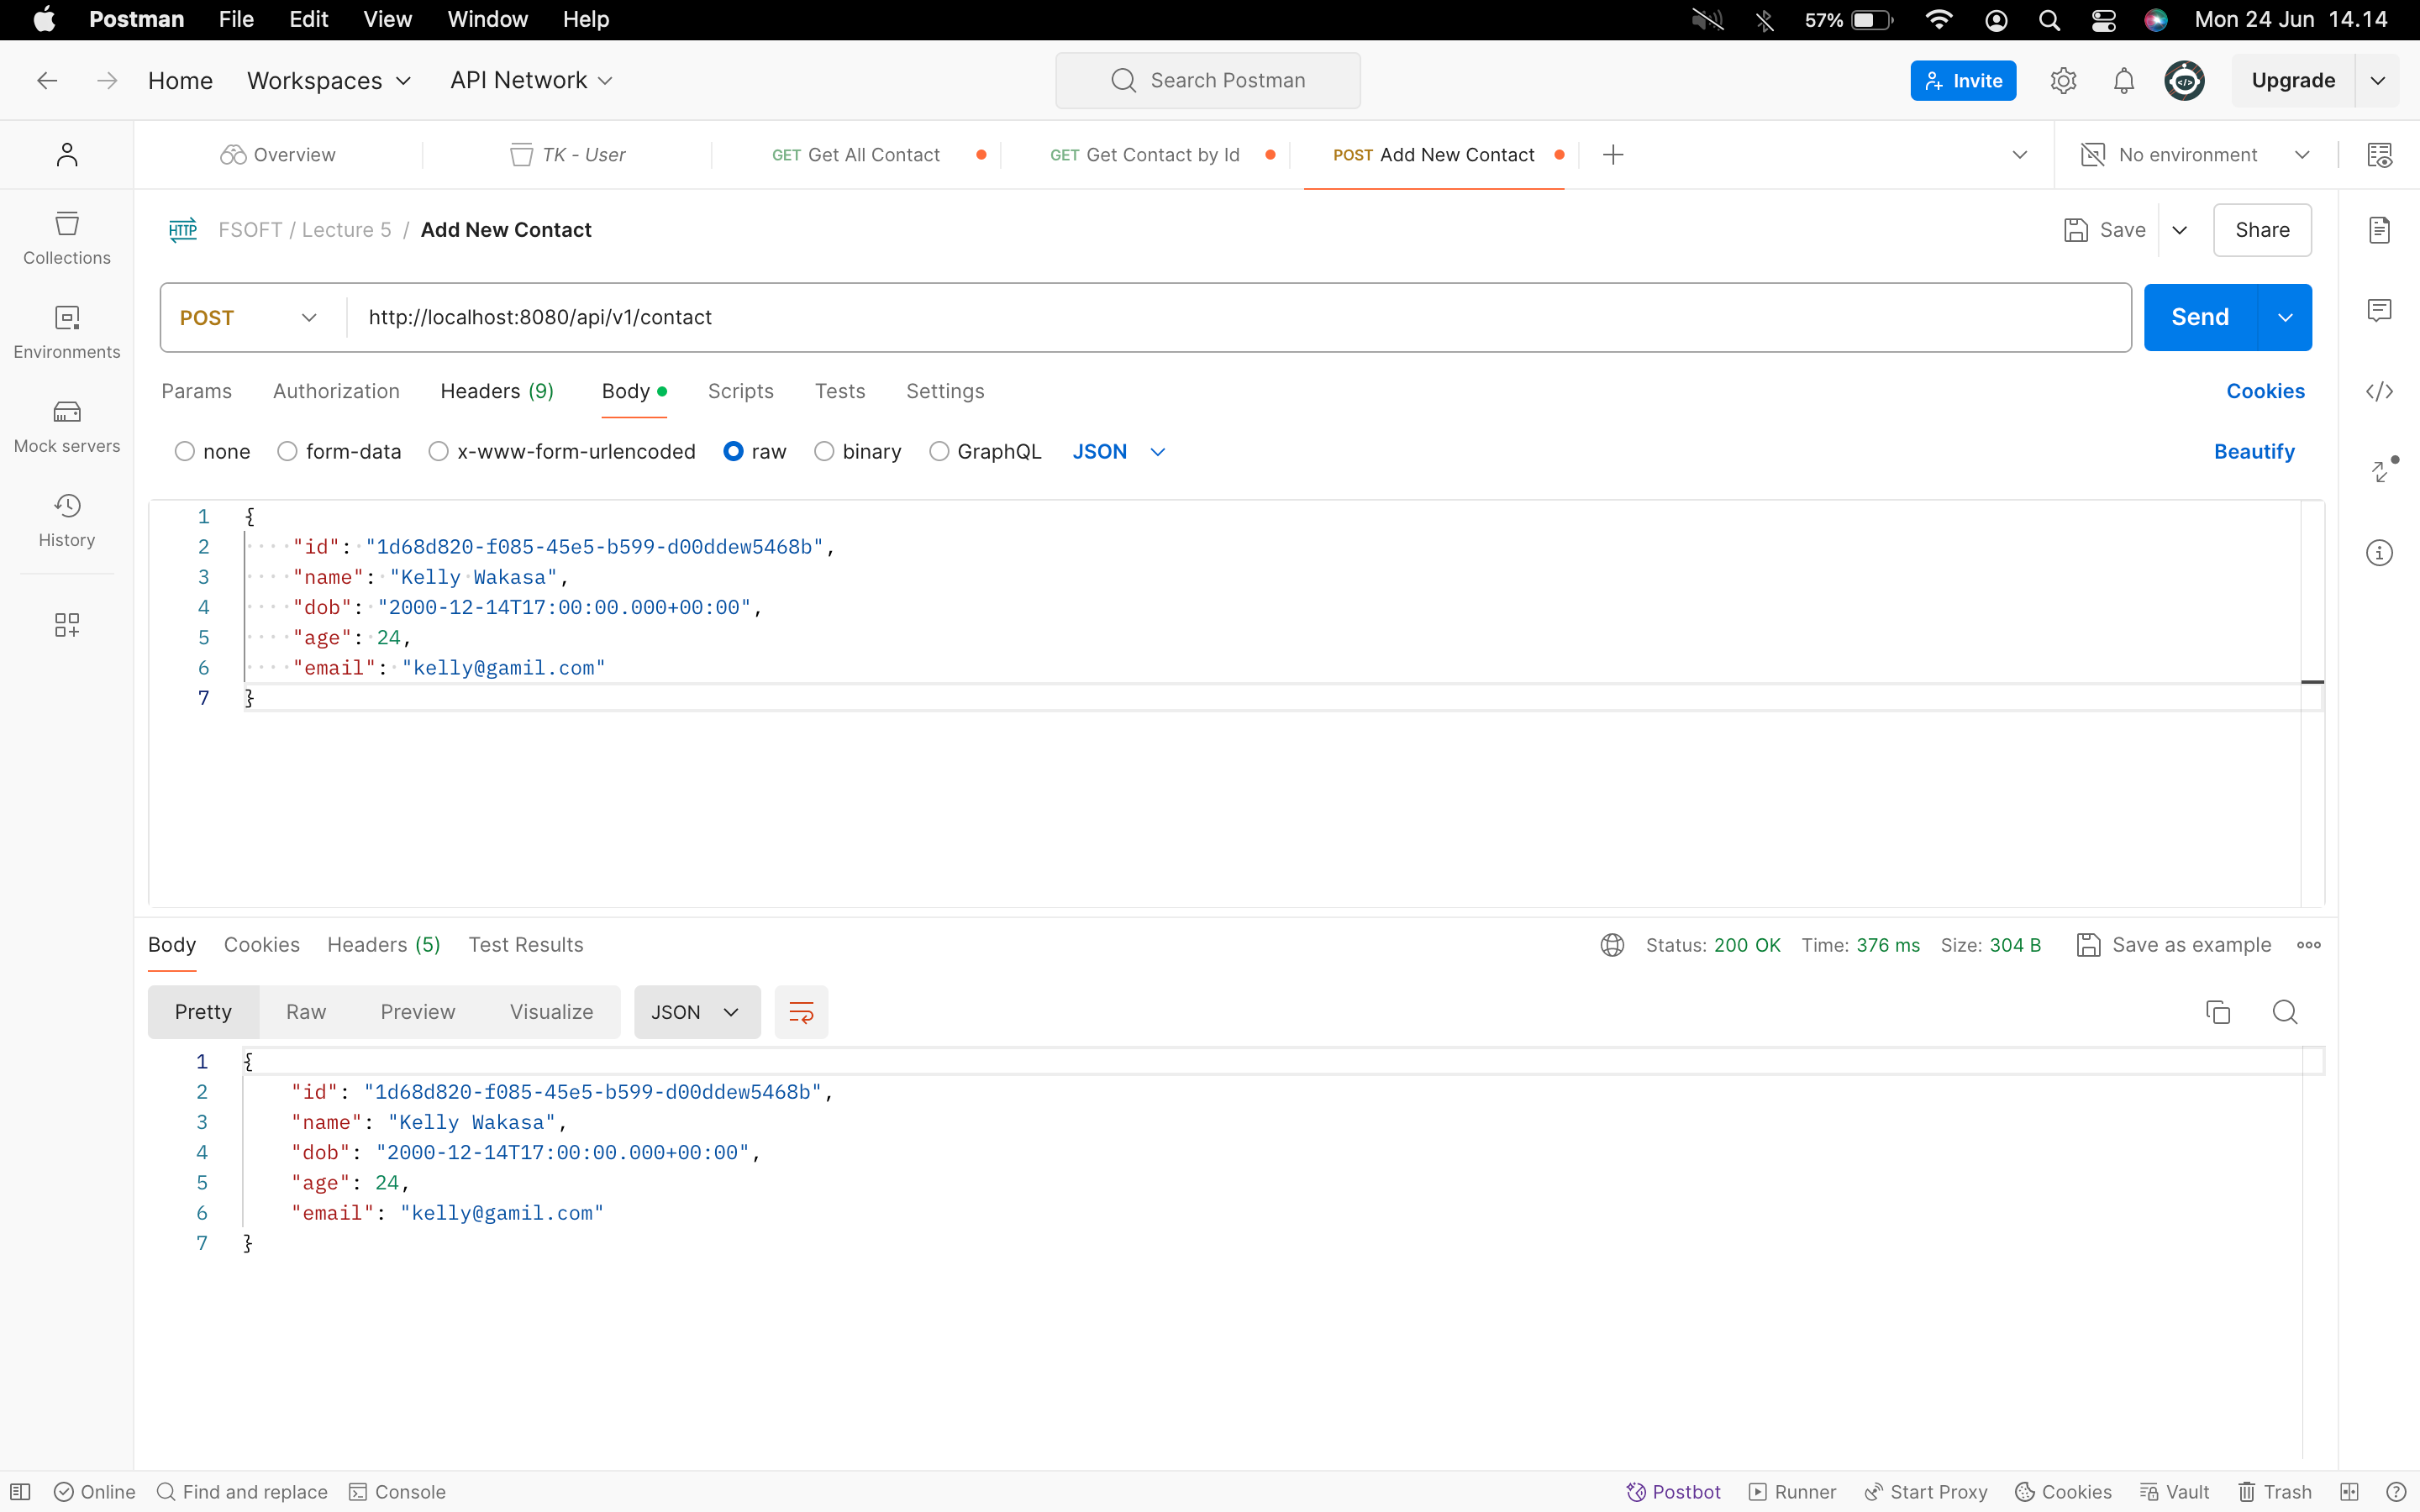 Postman File Edit View Window Help 57% Mon 24 Jun 14.14
Home Workspaces API Network Search Postman Invite Upgrade
Overview TK - User GET Get All Contact GET Get Contact by Id POST Add New Contact No environment
HTTP FSOFT / Lecture 5 / Add New Contact Save Share
Collections
POST http://localhost:8080/api/v1/contact Send
Environments
Params Authorization Headers (9) Body Scripts Tests Settings Cookies
Mock servers
none form-data x-www-form-urlencoded raw binary GraphQL JSON Beautify
History
1 {
2 "id": "1d68d820-f085-45e5-b599-d00ddew5468b",
3 "name": "Kelly Wakasa",
4 "dob": "2000-12-14T17:00:00.000+00:00",
5 "age": 24,
6 "email": "kelly@gamil.com"
7 }
Body Cookies Headers (5) Test Results Status: 200 OK Time: 376 ms Size: 304 B Save as example
Pretty Raw Preview Visualize JSON
1 {
2 "id": "1d68d820-f085-45e5-b599-d00ddew5468b",
3 "name": "Kelly Wakasa",
4 "dob": "2000-12-14T17:00:00.000+00:00",
5 "age": 24,
6 "email": "kelly@gamil.com"
7 }
Online Find and replace Console Postbot Runner Start Proxy Cookies Vault Trash